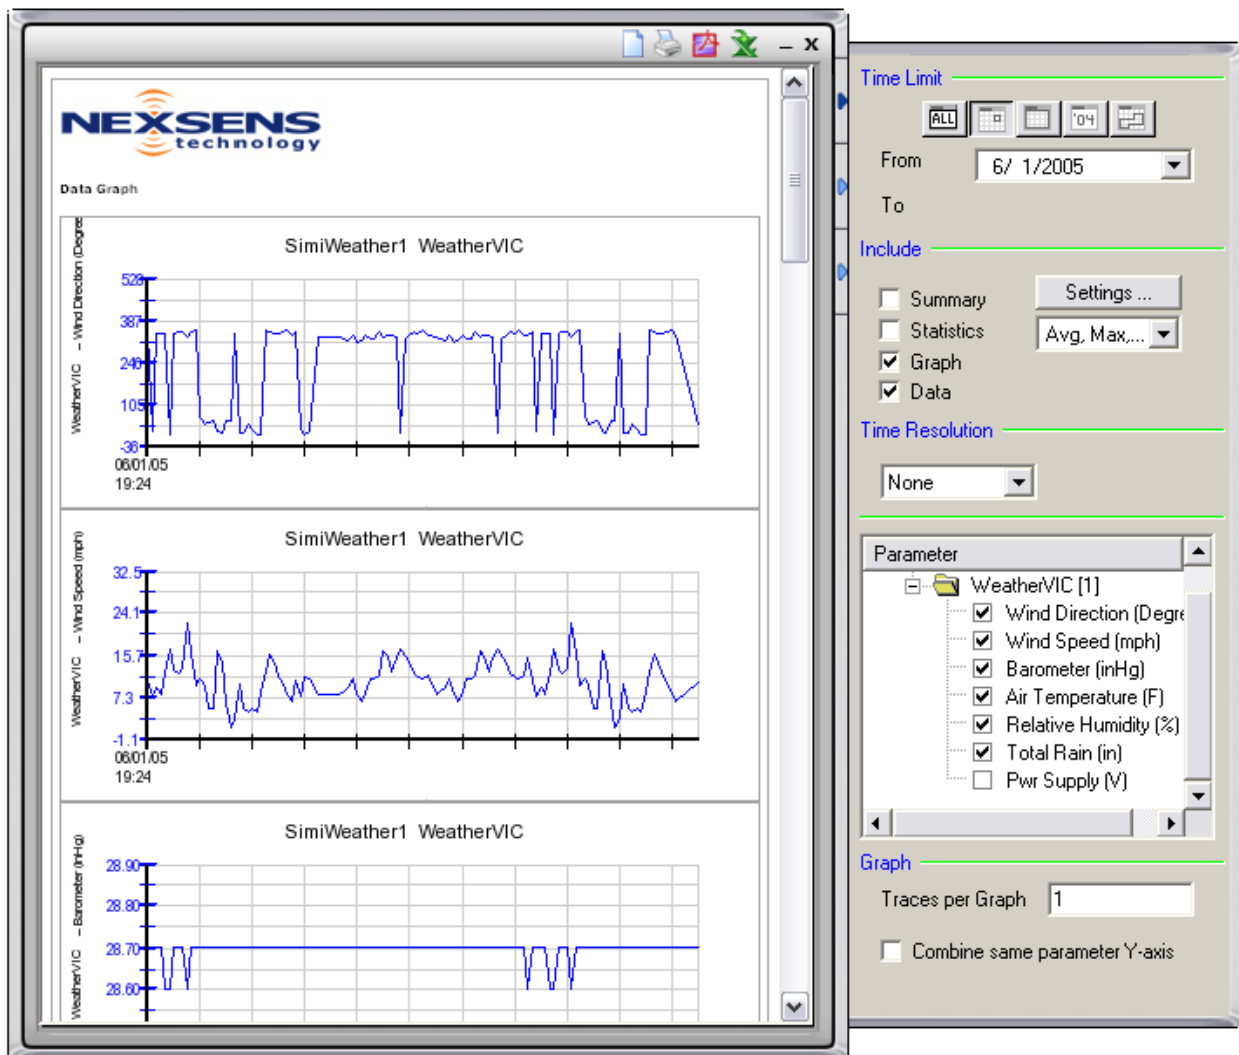 NEXSENS
technology
Data Graph
SimiWeather1 WeatherVIC
WeatherVIC – Wind Direction (Degree
528
387
246
105
-36
06/01/05
19:24
SimiWeather1 WeatherVIC
WeatherVIC – Wind Speed (mph)
32.5
24.1
15.7
7.3
-1.1
06/01/05
19:24
SimiWeather1 WeatherVIC
WeatherVIC – Barometer (inHg)
28.90
28.80
28.70
28.60
Time Limit
ALL
'04
From 6/ 1/2005
To
Include
Summary Settings ...
Statistics Avg, Max,...
Graph
Data
Time Resolution
None
Parameter
WeatherVIC [1]
Wind Direction (Degre
Wind Speed (mph)
Barometer (inHg)
Air Temperature (F)
Relative Humidity (%)
Total Rain (in)
Pwr Supply (V)
Graph
Traces per Graph 1
Combine same parameter Y-axis